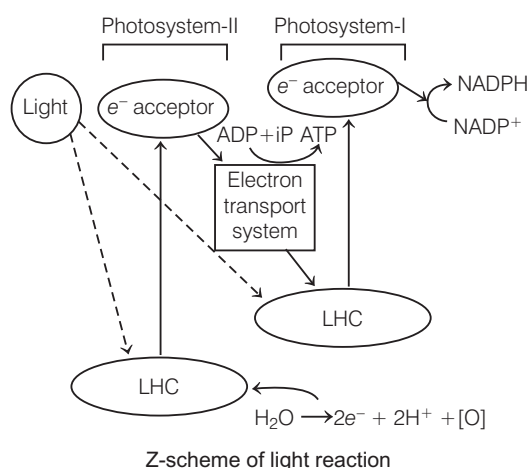 Photosystem-II
Photosystem-I
Light
e⁻ acceptor
e⁻ acceptor
NADPH
NADP⁺
ADP+iP ATP
Electron
transport
system
LHC
LHC
H₂O ⟶ 2e⁻ + 2H⁺ + [O]
Z-scheme of light reaction